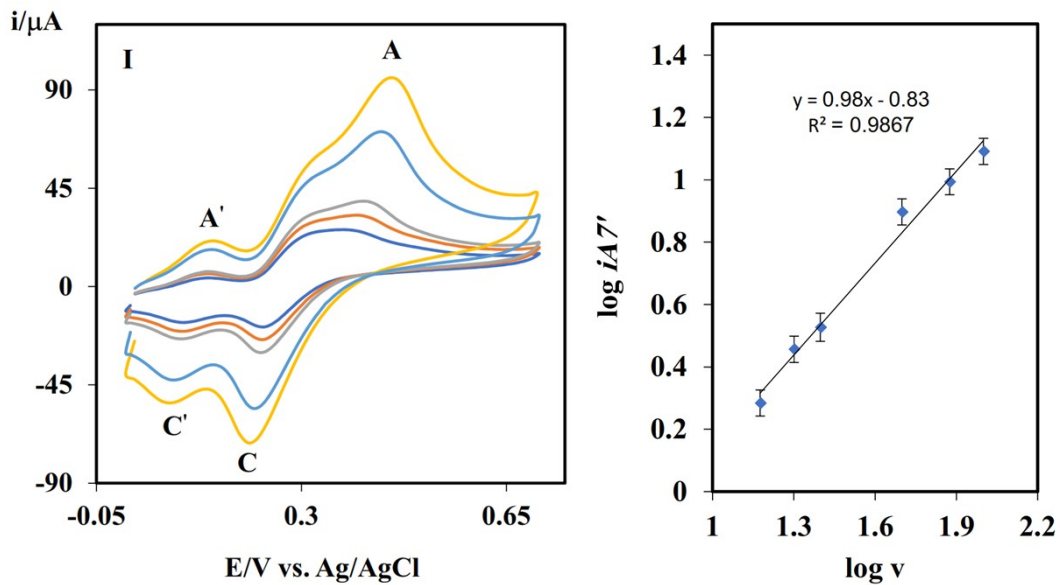 i/µA
I
A
A'
C'
C
90
45
0
-45
-90
-0.05
0.3
0.65
E/V vs. Ag/AgCl
y = 0.98x - 0.83
R² = 0.9867
log iA7'
1.4
1.2
1
0.8
0.6
0.4
0.2
0
1
1.3
1.6
1.9
2.2
log v